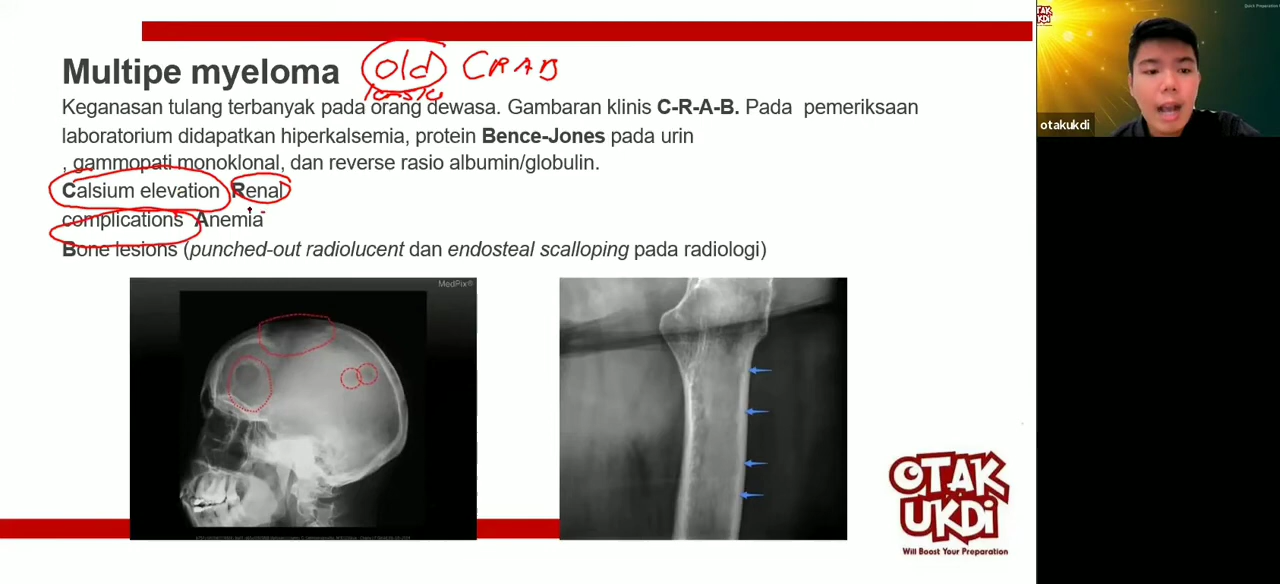 Multipe myeloma old CRAB
Keganasan tulang terbanyak pada orang dewasa. Gambaran klinis C-R-A-B. Pada pemeriksaan
laboratorium didapatkan hiperkalsemia, protein Bence-Jones pada urin
, gammopati monoklonal, dan reverse rasio albumin/globulin.
Calsium elevation Renal
complications Anemia
Bone lesions (punched-out radiolucent dan endosteal scalloping pada radiologi)
MedPix®
OTAK
UKDI
Will Boost Your Preparation
OTAK
UKDI
otakukdi